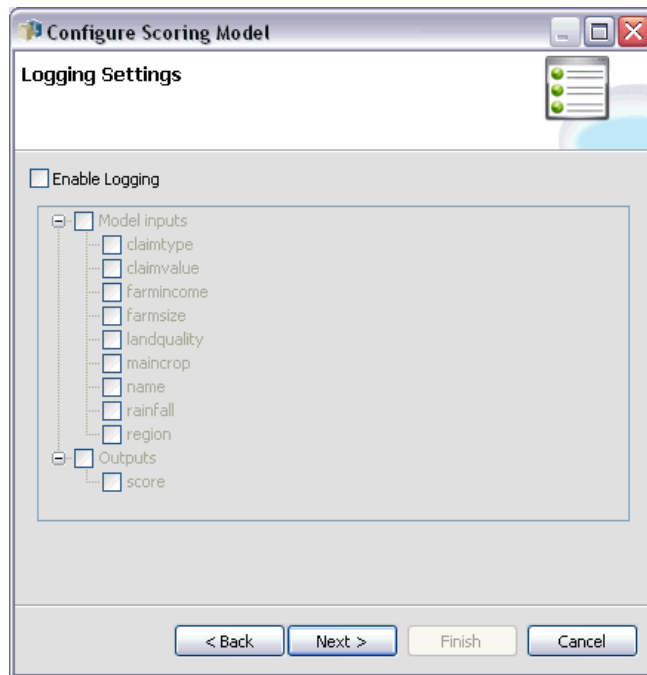 Configure Scoring Model
Logging Settings
Enable Logging
Model inputs
claimtype
claimvalue
farmincome
farmsize
landquality
maincrop
name
rainfall
region
Outputs
score
< Back Next > Finish Cancel